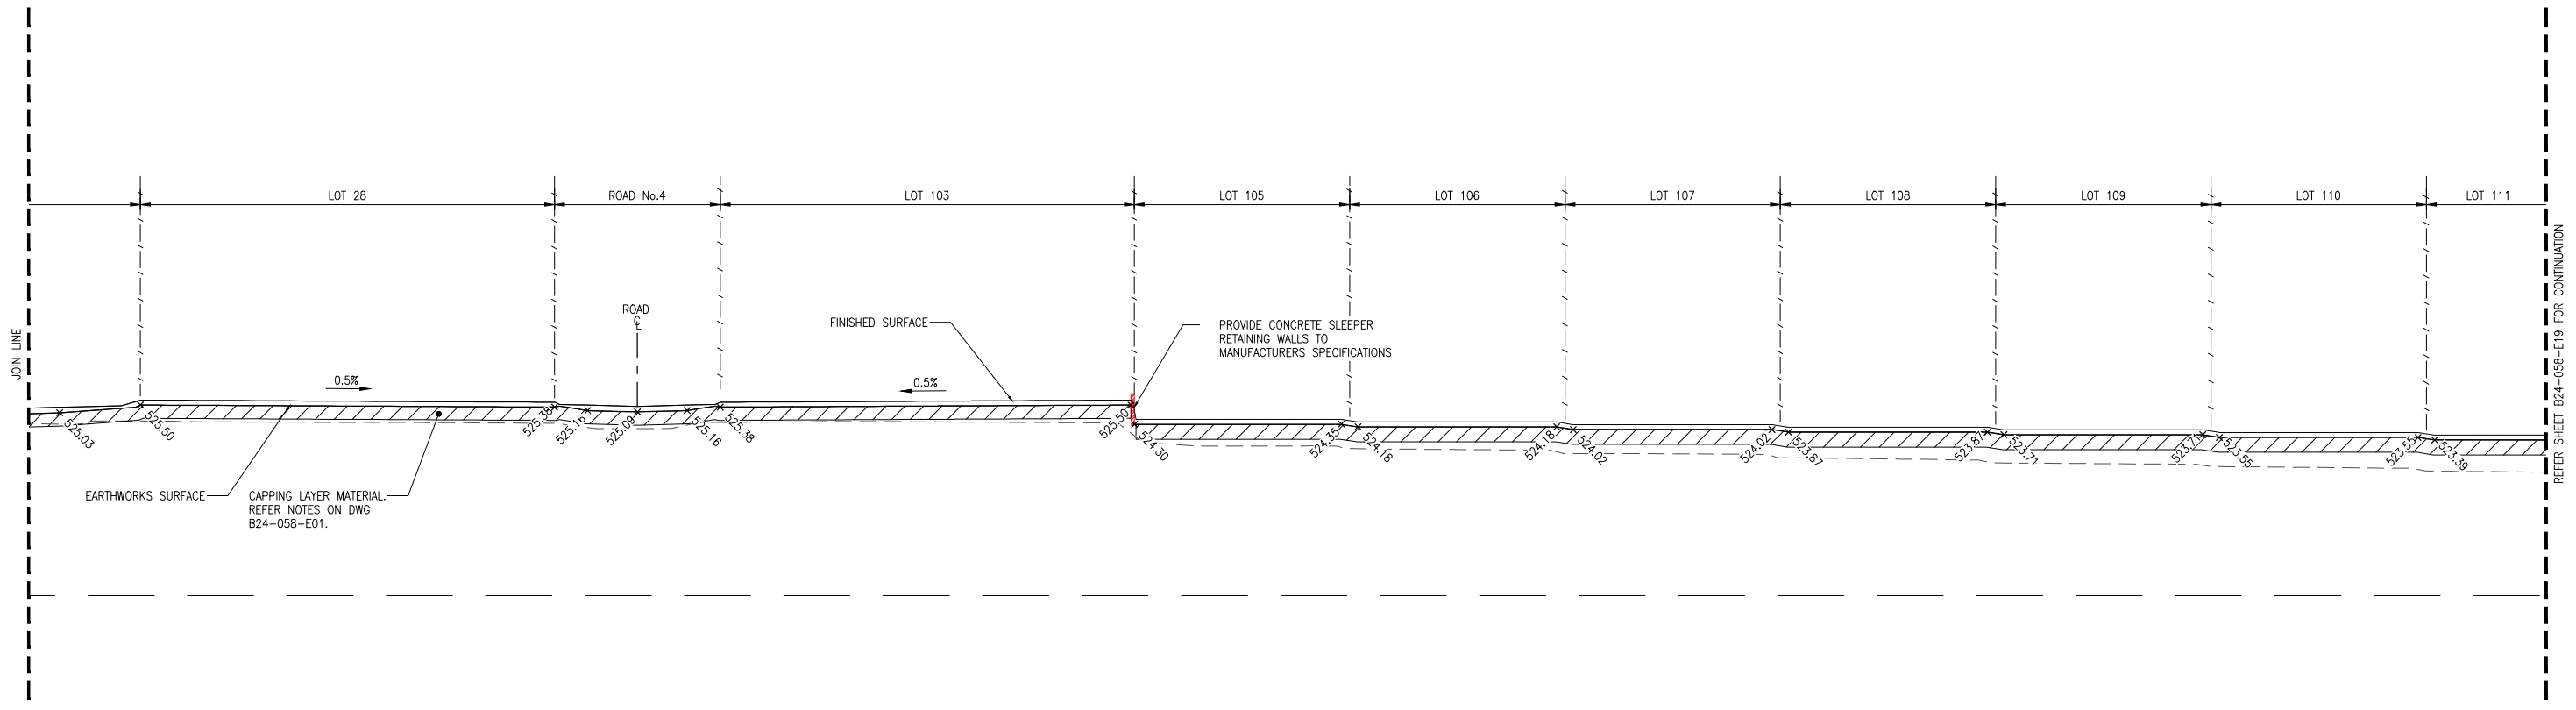 LOT 28
ROAD No.4
LOT 103
LOT 105
LOT 106
LOT 107
LOT 108
LOT 109
LOT 110
LOT 111
JOIN LINE
REFER SHEET B24-058-E19 FOR CONTINUATION
ROAD
℄
FINISHED SURFACE
PROVIDE CONCRETE SLEEPER
RETAINING WALLS TO
MANUFACTURERS SPECIFICATIONS
0.5%
0.5%
525.03
525.50
525.38
525.16
525.09
525.16
525.38
525.50
524.30
524.35
524.18
524.18
524.02
524.02
523.87
523.87
523.71
523.71
523.55
523.55
523.39
EARTHWORKS SURFACE
CAPPING LAYER MATERIAL.
REFER NOTES ON DWG
B24-058-E01.